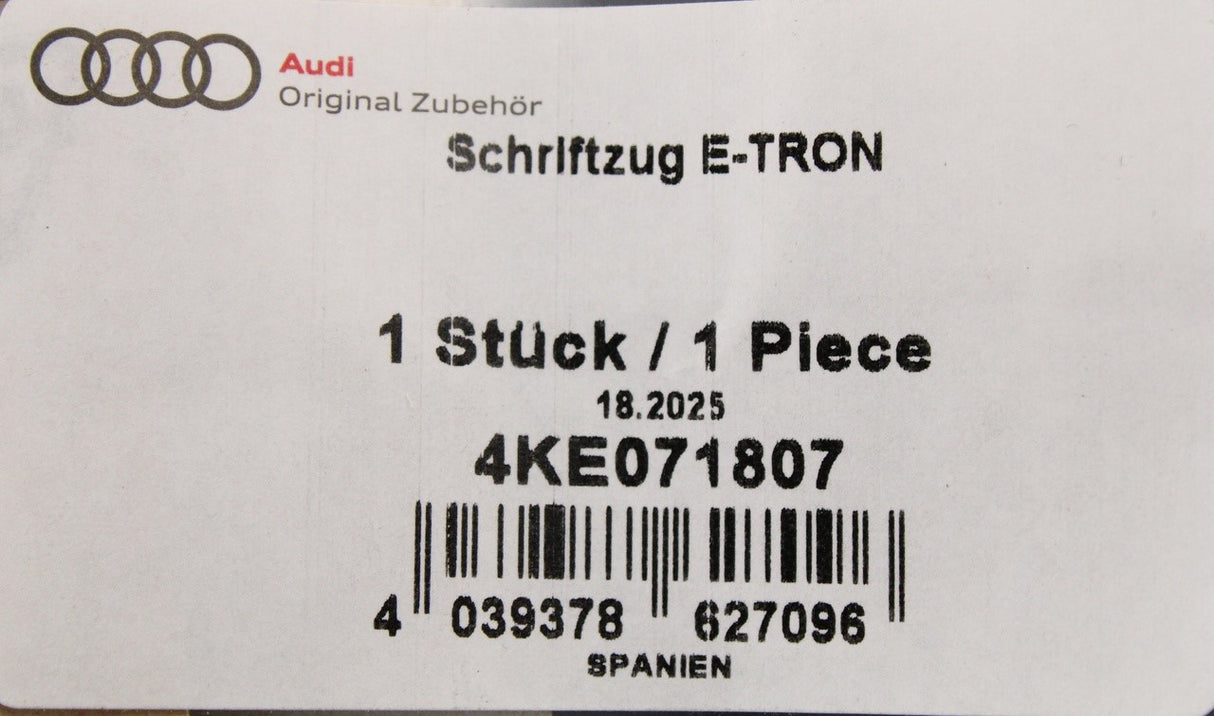 Audi
Original Zubehör
Schriftzug E-TRON
1 Stück / 1 Piece
18.2025
4KE071807
4 039378 627096
SPANIEN